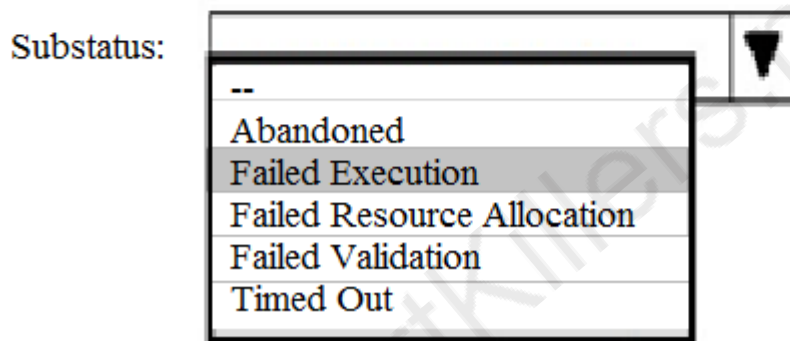 Substatus:
--
Abandoned
Failed Execution
Failed Resource Allocation
Failed Validation
Timed Out